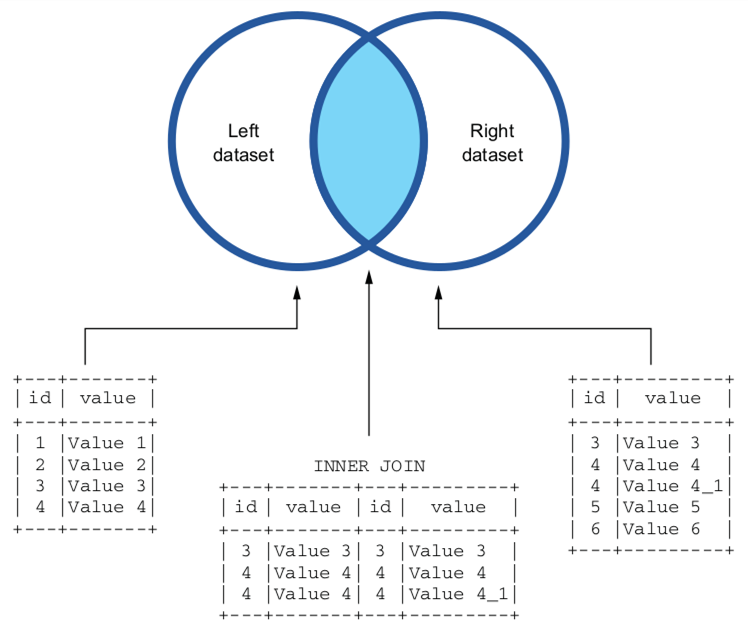 Left
dataset
Right
dataset
+---+-------+
| id | value |
+---+-------+
| 1 |Value 1|
| 2 |Value 2|
| 3 |Value 3|
| 4 |Value 4|
+---+-------+
INNER JOIN
+---+-------+---+---------+
| id | value | id | value |
+---+-------+---+---------+
| 3 |Value 3| 3 |Value 3 |
| 4 |Value 4| 4 |Value 4 |
| 4 |Value 4| 4 |Value 4_1|
+---+-------+---+---------+
+---+---------+
| id | value |
+---+---------+
| 3 |Value 3 |
| 4 |Value 4 |
| 4 |Value 4_1|
| 5 |Value 5 |
| 6 |Value 6 |
+---+---------+